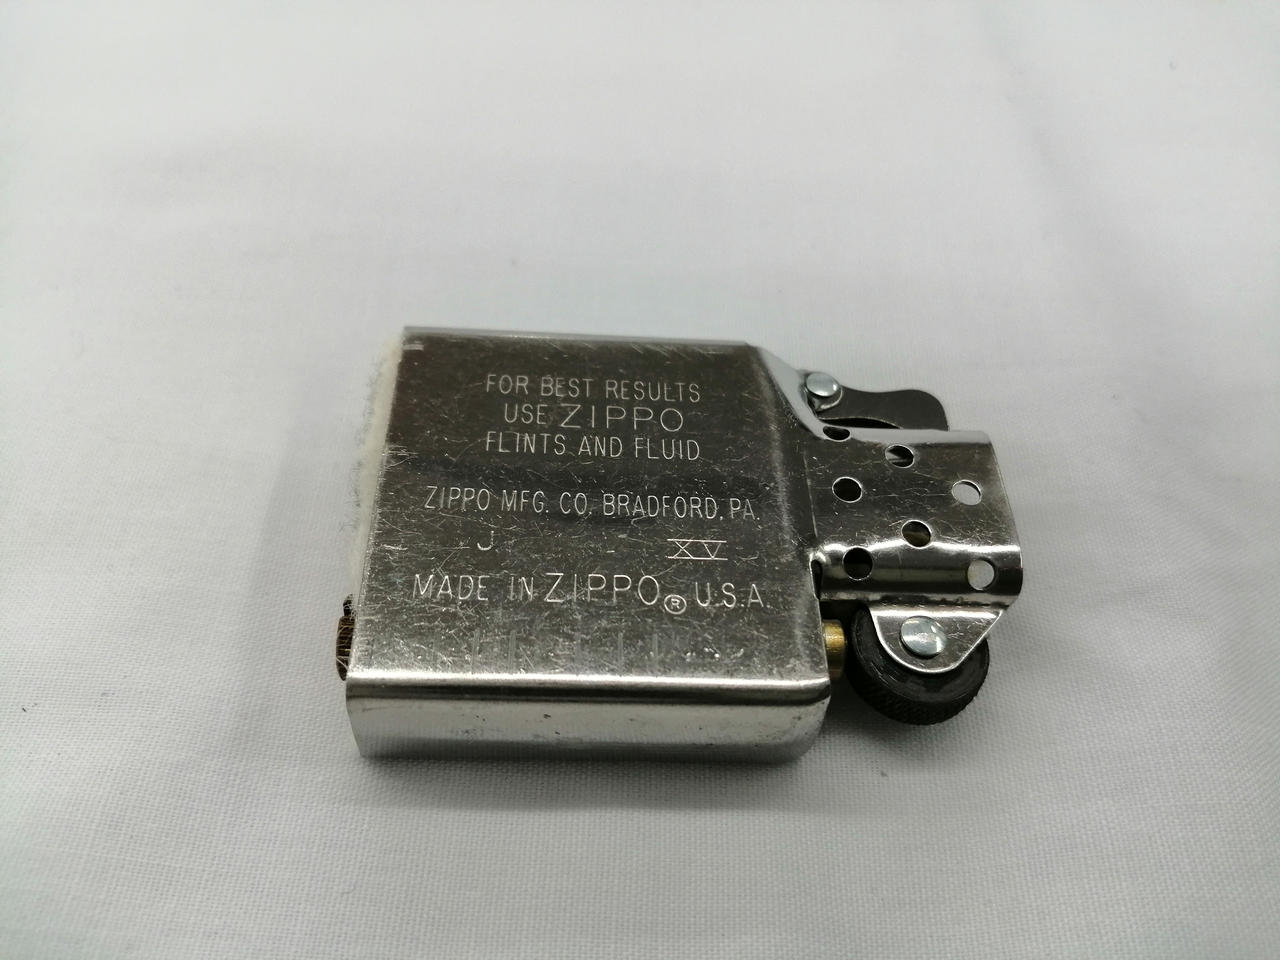 FOR BEST RESULTS
USE ZIPPO
FLINTS AND FLUID
ZIPPO MFG. CO. BRADFORD, PA.
J XV
MADE IN ZIPPO® U.S.A.